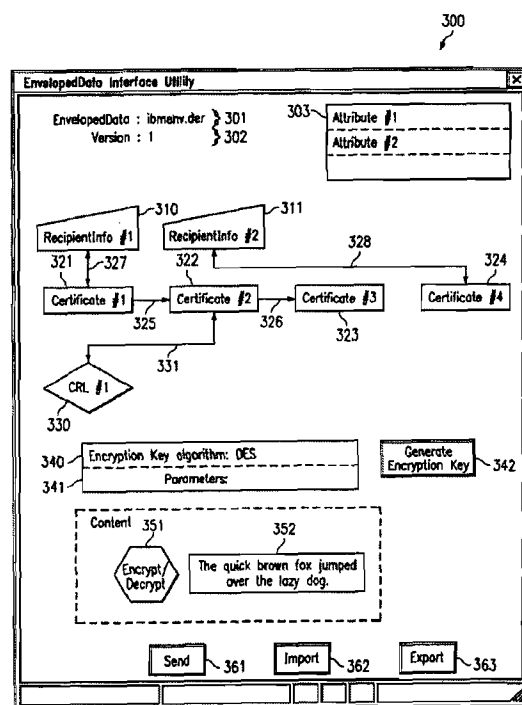 300
EnvelopedData Interface Utility
X
EnvelopedData : ibmenv.der } 301
Version : 1 } 302
303
Attribute #1
Attribute #2
310
311
RecipientInfo #1
RecipientInfo #2
321
327
322
328
324
Certificate #1
Certificate #2
Certificate #3
Certificate #4
325
326
323
331
CRL #1
330
340
Encryption Key algorithm: DES
341
Parameters:
Generate
Encryption Key
342
Content
351
352
Encrypt/
Decrypt
The quick brown fox jumped
over the lazy dog.
Send
361
Import
362
Export
363